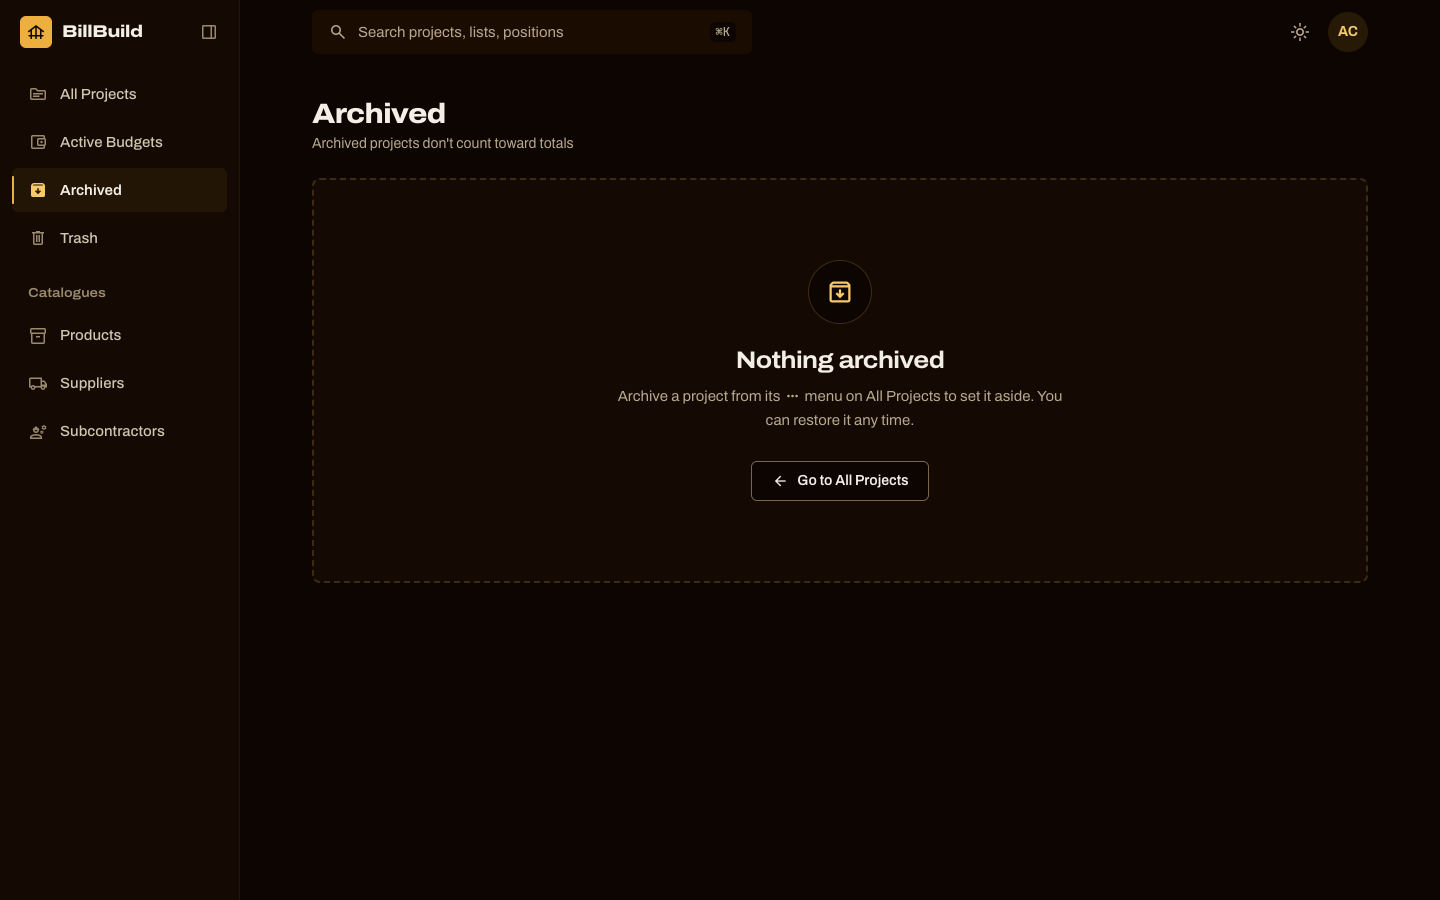 BillBuild
Search projects, lists, positions
⌘K
AC
All Projects
Active Budgets
Archived
Trash
Catalogues
Products
Suppliers
Subcontractors
Archived
Archived projects don't count toward totals
Nothing archived
Archive a project from its ··· menu on All Projects to set it aside. You
can restore it any time.
Go to All Projects